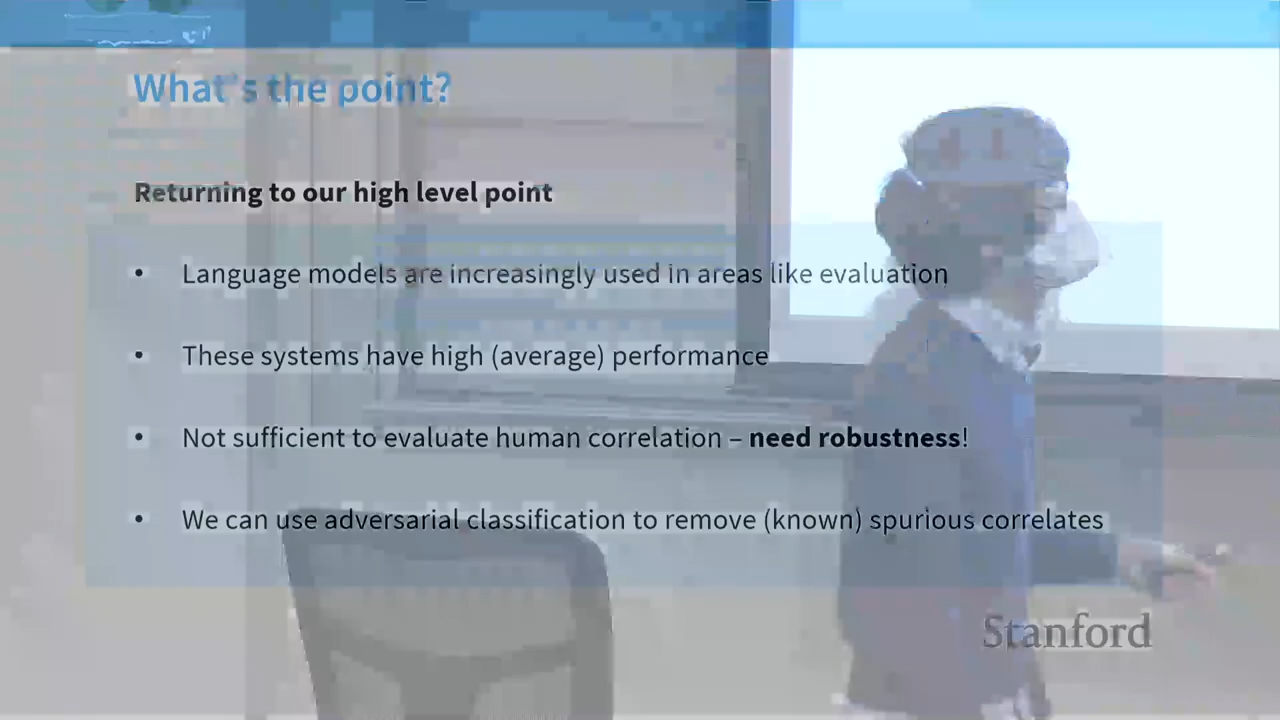 What's the point?
Returning to our high level point
• Language models are increasingly used in areas like evaluation
• These systems have high (average) performance
• Not sufficient to evaluate human correlation – need robustness!
• We can use adversarial classification to remove (known) spurious correlates
Stanford